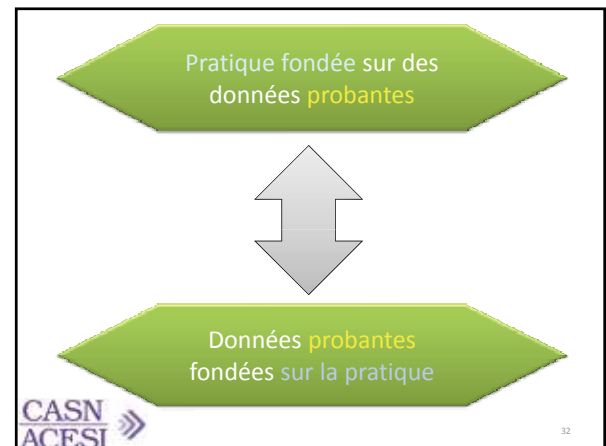 Pratique fondée sur des
données probantes
Données probantes
fondées sur la pratique
CASN
ACESI
32